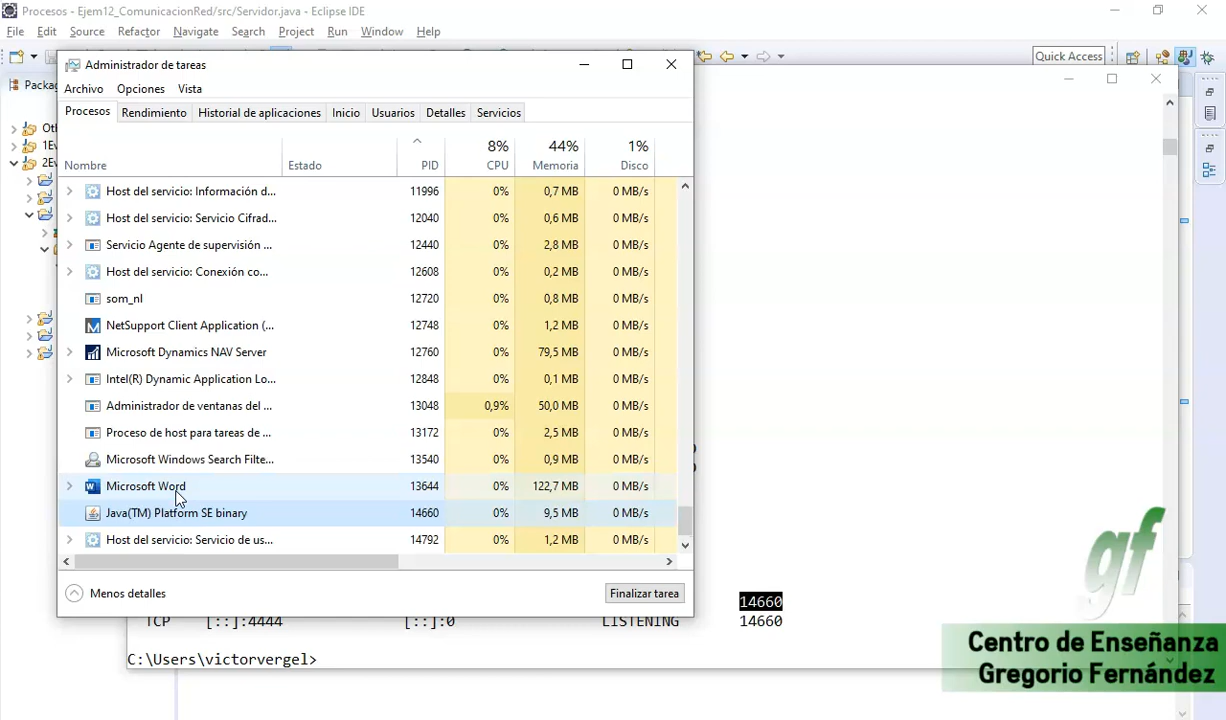 Procesos - Ejem12_ComunicacionRed/src/Servidor.java - Eclipse IDE
File Edit Source Refactor Navigate Search Project Run Window Help
Quick Access
Administrador de tareas
Archivo Opciones Vista
Procesos Rendimiento Historial de aplicaciones Inicio Usuarios Detalles Servicios
8% 44% 1%
Nombre Estado PID CPU Memoria Disco
Host del servicio: Información d... 11996 0% 0,7 MB 0 MB/s
Host del servicio: Servicio Cifrad... 12040 0% 0,6 MB 0 MB/s
Servicio Agente de supervisión ... 12440 0% 2,8 MB 0 MB/s
Host del servicio: Conexión co... 12608 0% 0,2 MB 0 MB/s
som_nl 12720 0% 0,8 MB 0 MB/s
NetSupport Client Application (... 12748 0% 1,2 MB 0 MB/s
Microsoft Dynamics NAV Server 12760 0% 79,5 MB 0 MB/s
Intel(R) Dynamic Application Lo... 12848 0% 0,1 MB 0 MB/s
Administrador de ventanas del ... 13048 0,9% 50,0 MB 0 MB/s
Proceso de host para tareas de ... 13172 0% 2,5 MB 0 MB/s
Microsoft Windows Search Filte... 13540 0% 0,9 MB 0 MB/s
Microsoft Word 13644 0% 122,7 MB 0 MB/s
Java(TM) Platform SE binary 14660 0% 9,5 MB 0 MB/s
Host del servicio: Servicio de us... 14792 0% 1,2 MB 0 MB/s
Menos detalles Finalizar tarea
14660
TCP [::]:4444 [::]:0 LISTENING 14660
C:\Users\victorvergel>
gf
Centro de Enseñanza
Gregorio Fernández